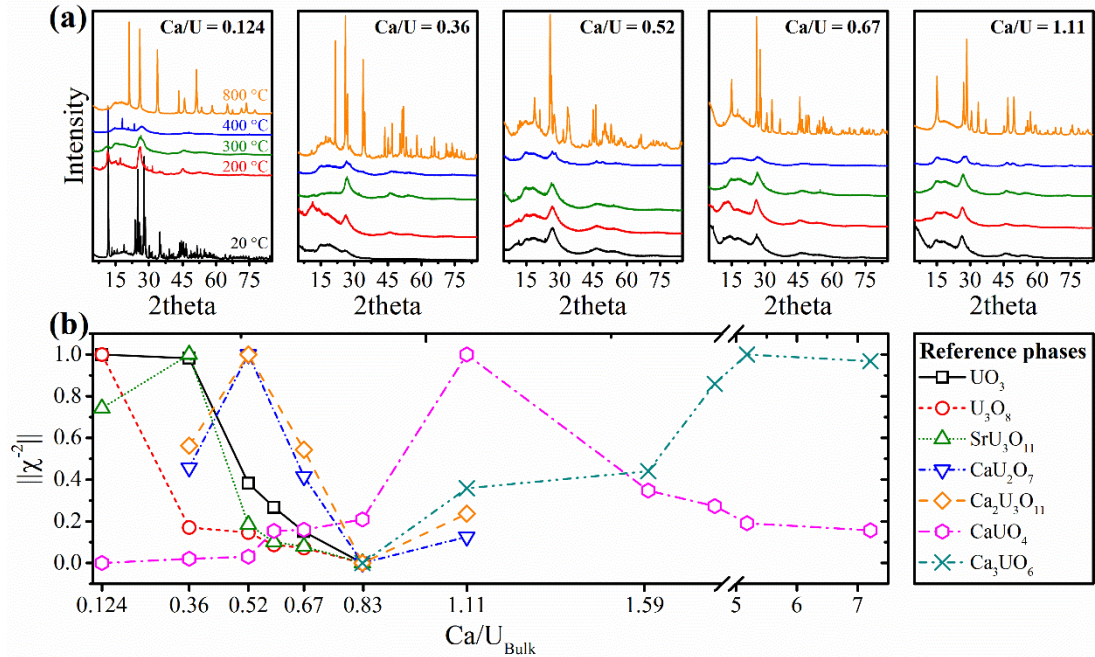 (a)
Ca/U = 0.124
Ca/U = 0.36
Ca/U = 0.52
Ca/U = 0.67
Ca/U = 1.11
Intensity
800 °C
400 °C
300 °C
200 °C
20 °C
15 30 45 60 75
15 30 45 60 75
15 30 45 60 75
15 30 45 60 75
15 30 45 60 75
2theta
2theta
2theta
2theta
2theta
(b)
||χ⁻²||
1.0
0.8
0.6
0.4
0.2
0.0
0.124 0.36 0.52 0.67 0.83 1.11 1.59 5 6 7
Ca/U_Bulk
Reference phases
UO₃
U₃O₈
SrU₃O₁₁
CaU₂O₇
Ca₂U₃O₁₁
CaUO₄
Ca₃UO₆